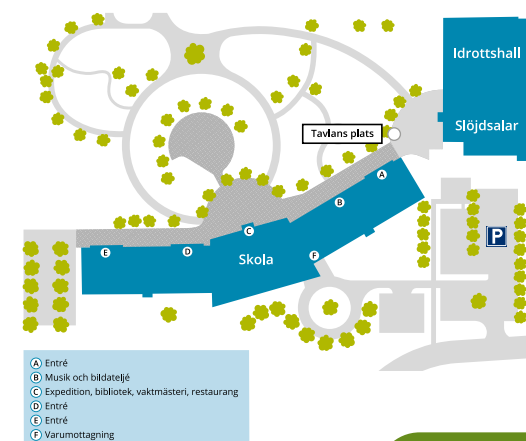 Idrottshall
Slöjdsalar
Tavlans plats
A
B
C
Skola
D
E
F
P
A Entré
B Musik och bildateljé
C Expedition, bibliotek, vaktmästeri, restaurang
D Entré
E Entré
F Varumottagning